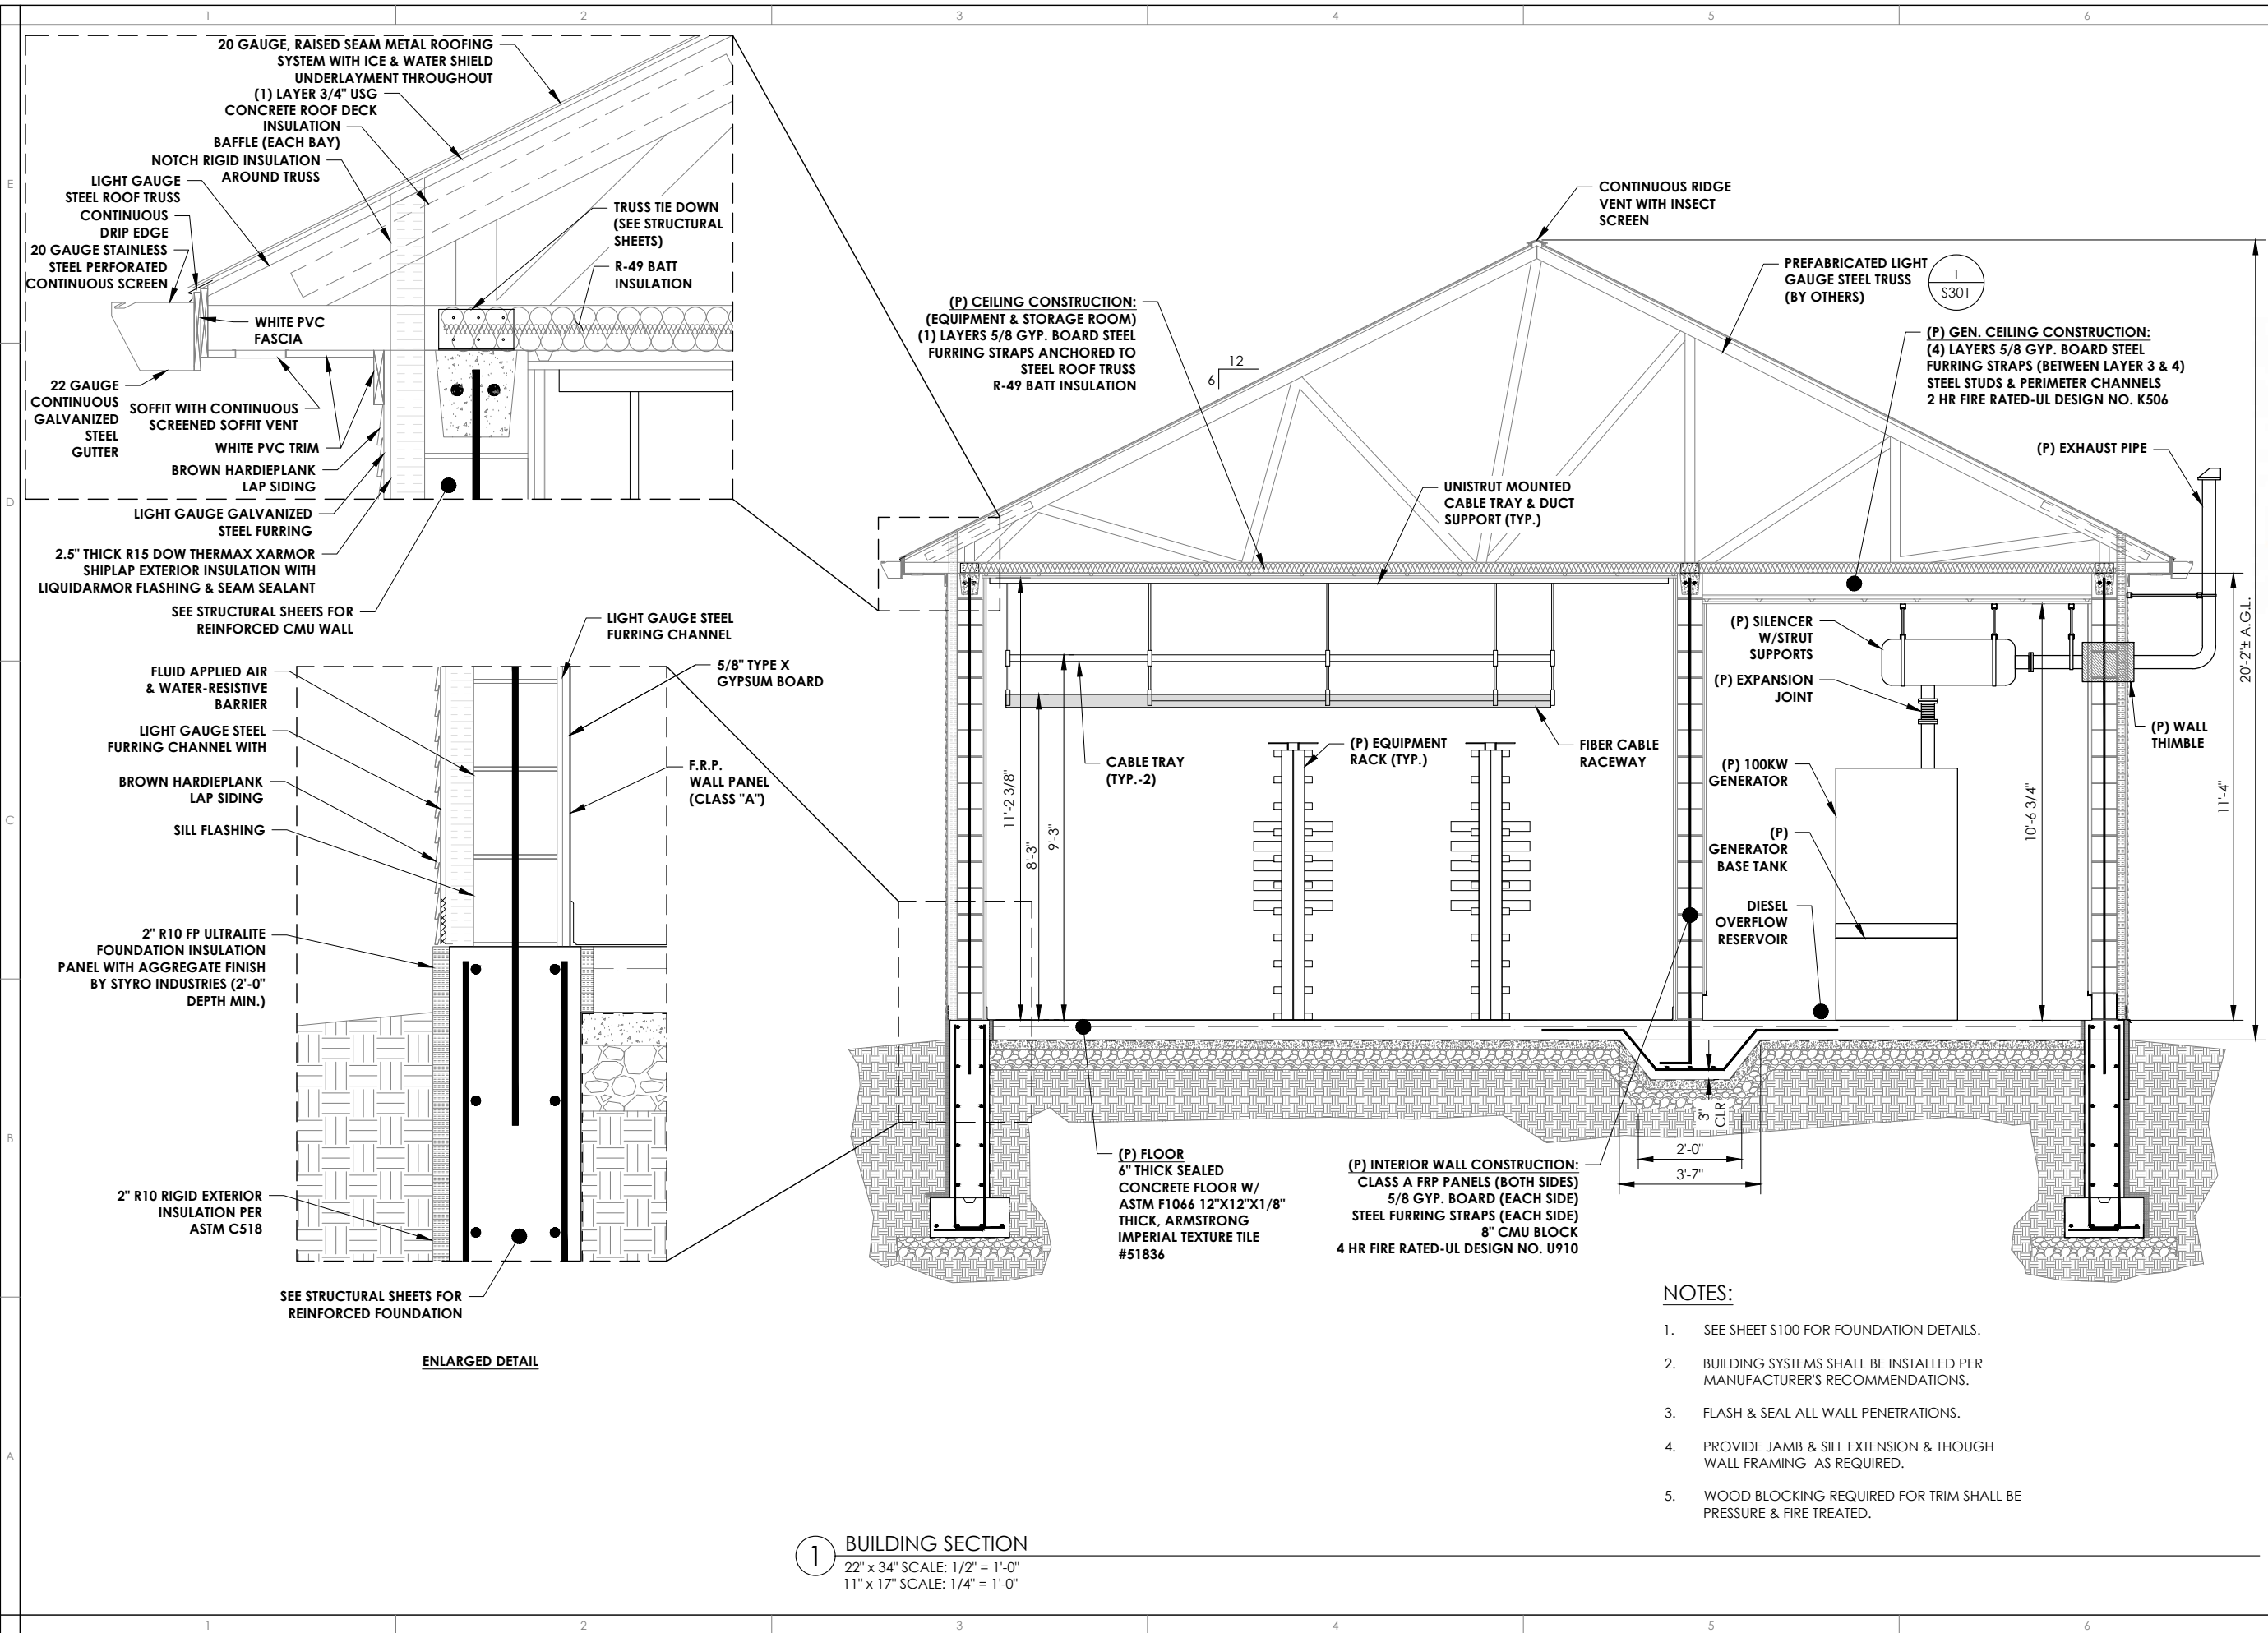 1 2 3 4 5 6
20 GAUGE, RAISED SEAM METAL ROOFING
SYSTEM WITH ICE & WATER SHIELD
UNDERLAYMENT THROUGHOUT
(1) LAYER 3/4" USG
CONCRETE ROOF DECK
INSULATION
BAFFLE (EACH BAY)
NOTCH RIGID INSULATION
AROUND TRUSS
LIGHT GAUGE
STEEL ROOF TRUSS
CONTINUOUS
DRIP EDGE
20 GAUGE STAINLESS
STEEL PERFORATED
CONTINUOUS SCREEN
WHITE PVC
FASCIA
22 GAUGE
CONTINUOUS
GALVANIZED
STEEL
GUTTER
SOFFIT WITH CONTINUOUS
SCREENED SOFFIT VENT
WHITE PVC TRIM
BROWN HARDIEPLANK
LAP SIDING
LIGHT GAUGE GALVANIZED
STEEL FURRING
2.5" THICK R15 DOW THERMAX XARMOR
SHIPLAP EXTERIOR INSULATION WITH
LIQUIDARMOR FLASHING & SEAM SEALANT
SEE STRUCTURAL SHEETS FOR
REINFORCED CMU WALL
TRUSS TIE DOWN
(SEE STRUCTURAL
SHEETS)
R-49 BATT
INSULATION
FLUID APPLIED AIR
& WATER-RESISTIVE
BARRIER
LIGHT GAUGE STEEL
FURRING CHANNEL WITH
BROWN HARDIEPLANK
LAP SIDING
SILL FLASHING
2" R10 FP ULTRALITE
FOUNDATION INSULATION
PANEL WITH AGGREGATE FINISH
BY STYRO INDUSTRIES (2'-0"
DEPTH MIN.)
2" R10 RIGID EXTERIOR
INSULATION PER
ASTM C518
SEE STRUCTURAL SHEETS FOR
REINFORCED FOUNDATION
LIGHT GAUGE STEEL
FURRING CHANNEL
5/8" TYPE X
GYPSUM BOARD
F.R.P.
WALL PANEL
(CLASS "A")
ENLARGED DETAIL
CONTINUOUS RIDGE
VENT WITH INSECT
SCREEN
PREFABRICATED LIGHT
GAUGE STEEL TRUSS
(BY OTHERS)
1
S301
(P) CEILING CONSTRUCTION:
(EQUIPMENT & STORAGE ROOM)
(1) LAYERS 5/8 GYP. BOARD STEEL
FURRING STRAPS ANCHORED TO
STEEL ROOF TRUSS
R-49 BATT INSULATION
12
6
(P) GEN. CEILING CONSTRUCTION:
(4) LAYERS 5/8 GYP. BOARD STEEL
FURRING STRAPS (BETWEEN LAYER 3 & 4)
STEEL STUDS & PERIMETER CHANNELS
2 HR FIRE RATED-UL DESIGN NO. K506
(P) EXHAUST PIPE
UNISTRUT MOUNTED
CABLE TRAY & DUCT
SUPPORT (TYP.)
(P) SILENCER
W/STRUT
SUPPORTS
(P) EXPANSION
JOINT
(P) WALL
THIMBLE
CABLE TRAY
(TYP.-2)
(P) EQUIPMENT
RACK (TYP.)
FIBER CABLE
RACEWAY
(P) 100KW
GENERATOR
(P)
GENERATOR
BASE TANK
DIESEL
OVERFLOW
RESERVOIR
11'-2 3/8"
8'-3"
9'-3"
10'-6 3/4"
11'-4"
20'-2"± A.G.L.
3"
CLR
2'-0"
3'-7"
(P) FLOOR
6" THICK SEALED
CONCRETE FLOOR W/
ASTM F1066 12"X12"X1/8"
THICK, ARMSTRONG
IMPERIAL TEXTURE TILE
#51836
(P) INTERIOR WALL CONSTRUCTION:
CLASS A FRP PANELS (BOTH SIDES)
5/8 GYP. BOARD (EACH SIDE)
STEEL FURRING STRAPS (EACH SIDE)
8" CMU BLOCK
4 HR FIRE RATED-UL DESIGN NO. U910
NOTES:
1. SEE SHEET S100 FOR FOUNDATION DETAILS.
2. BUILDING SYSTEMS SHALL BE INSTALLED PER
MANUFACTURER'S RECOMMENDATIONS.
3. FLASH & SEAL ALL WALL PENETRATIONS.
4. PROVIDE JAMB & SILL EXTENSION & THOUGH
WALL FRAMING AS REQUIRED.
5. WOOD BLOCKING REQUIRED FOR TRIM SHALL BE
PRESSURE & FIRE TREATED.
1 BUILDING SECTION
22" x 34" SCALE: 1/2" = 1'-0"
11" x 17" SCALE: 1/4" = 1'-0"
E
D
C
B
A
1 2 3 4 5 6